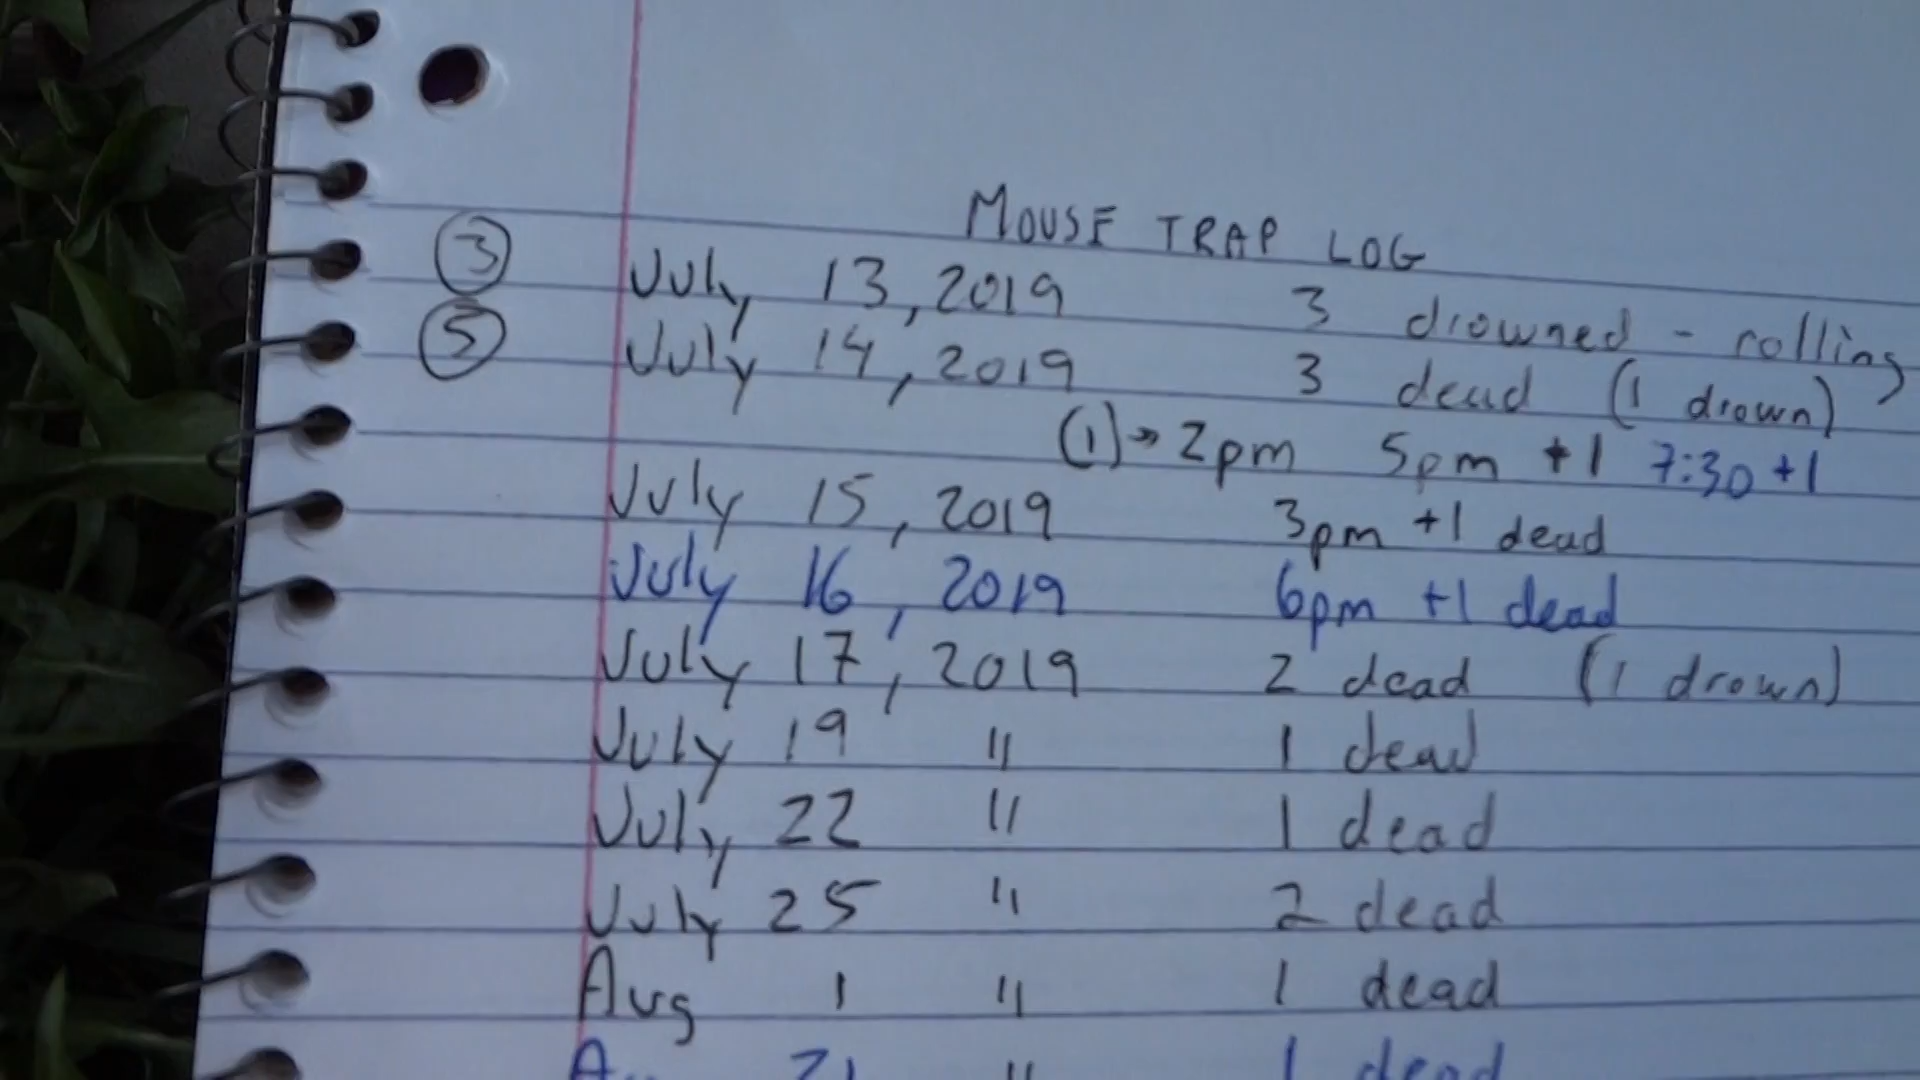 MOUSE TRAP LOG
③ July 13, 2019 3 drowned - rolling
⑤ July 14, 2019 3 dead (1 drown)
(1)→ 2pm 5pm +1 7:30 +1
July 15, 2019 3pm +1 dead
July 16, 2019 6pm +1 dead
July 17, 2019 2 dead (1 drown)
July 19 " 1 dead
July 22 " 1 dead
July 25 " 2 dead
Aug 1 " 1 dead
" 1 dead